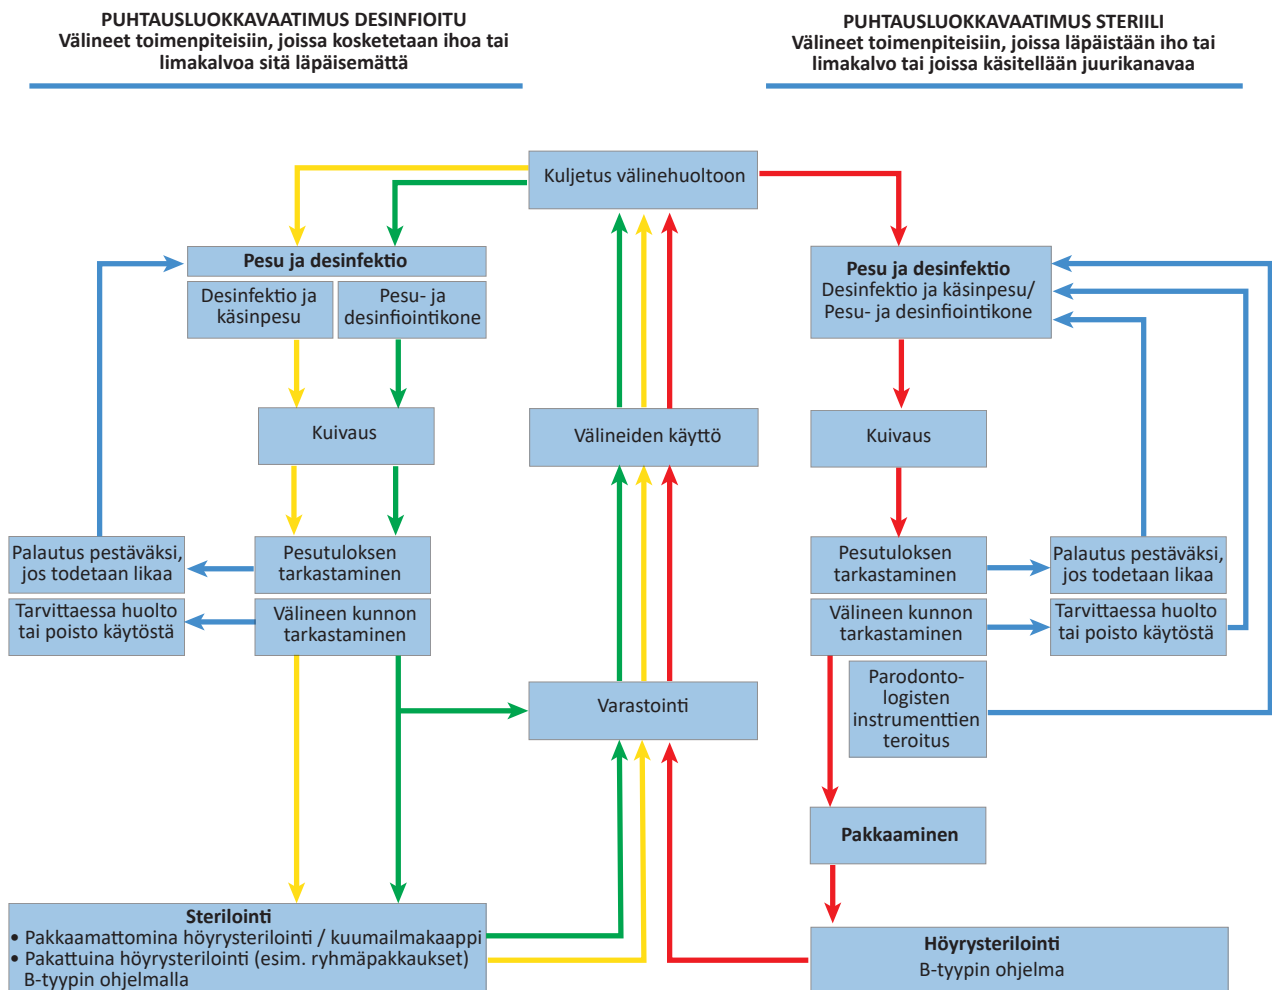 PUHTAUSLUOKKAVAATIMUS DESINFIOITU
Välineet toimenpiteisiin, joissa kosketetaan ihoa tai
limakalvoa sitä läpäisemättä
PUHTAUSLUOKKAVAATIMUS STERIILI
Välineet toimenpiteisiin, joissa läpäistään iho tai
limakalvo tai joissa käsitellään juurikanavaa
Kuljetus välinehuoltoon
Pesu ja desinfektio
Desinfektio ja
käsinpesu
Pesu- ja
desinfiointikone
Pesu ja desinfektio
Desinfektio ja käsinpesu/
Pesu- ja desinfiointikone
Kuivaus
Välineiden käyttö
Kuivaus
Palautus pestäväksi,
jos todetaan likaa
Pesutuloksen
tarkastaminen
Tarvittaessa huolto
tai poisto käytöstä
Välineen kunnon
tarkastaminen
Pesutuloksen
tarkastaminen
Palautus pestäväksi,
jos todetaan likaa
Välineen kunnon
tarkastaminen
Tarvittaessa huolto
tai poisto käytöstä
Varastointi
Parodonto-
logisten
instrumenttien
teroitus
Pakkaaminen
Sterilointi
• Pakkaamattomina höyrysterilointi / kuumailmakaappi
• Pakattuina höyrysterilointi (esim. ryhmäpakkaukset)
B-tyypin ohjelmalla
Höyrysterilointi
B-tyypin ohjelma